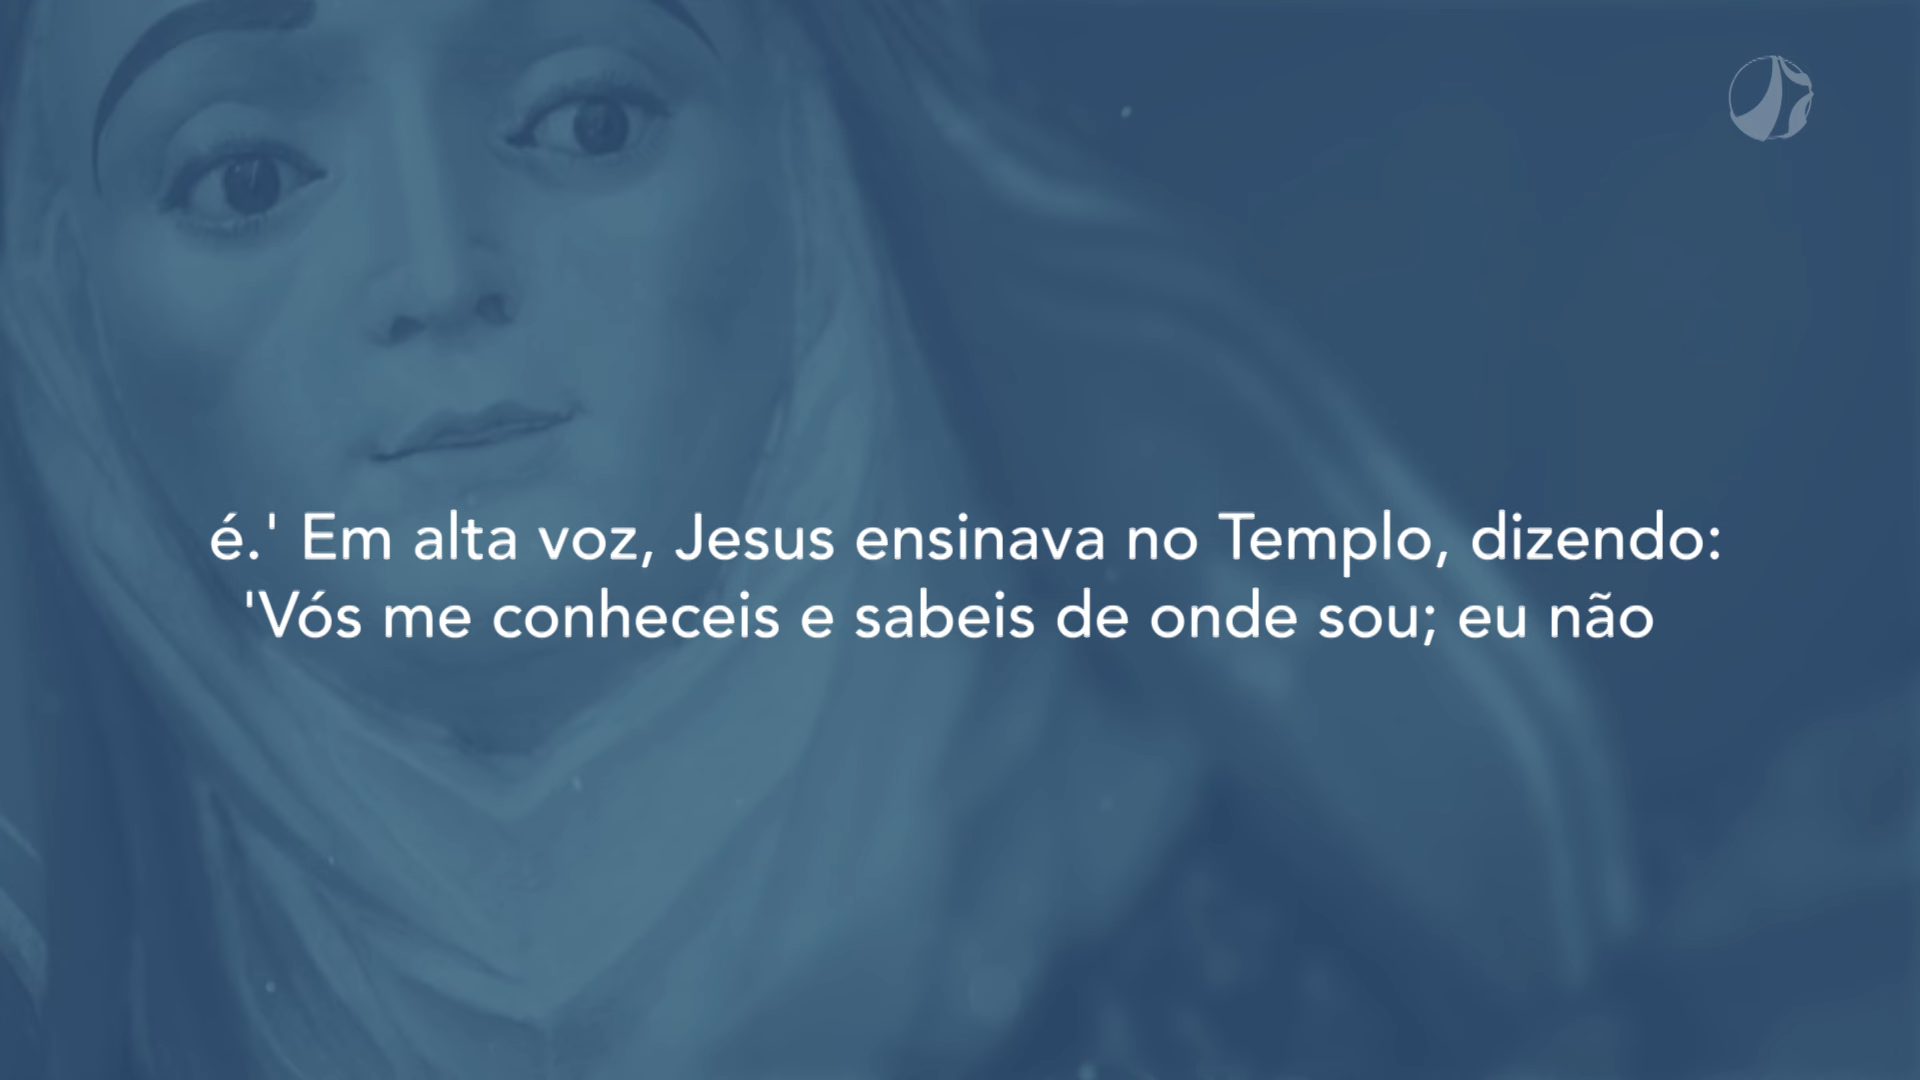 é.' Em alta voz, Jesus ensinava no Templo, dizendo:
'Vós me conheceis e sabeis de onde sou; eu não